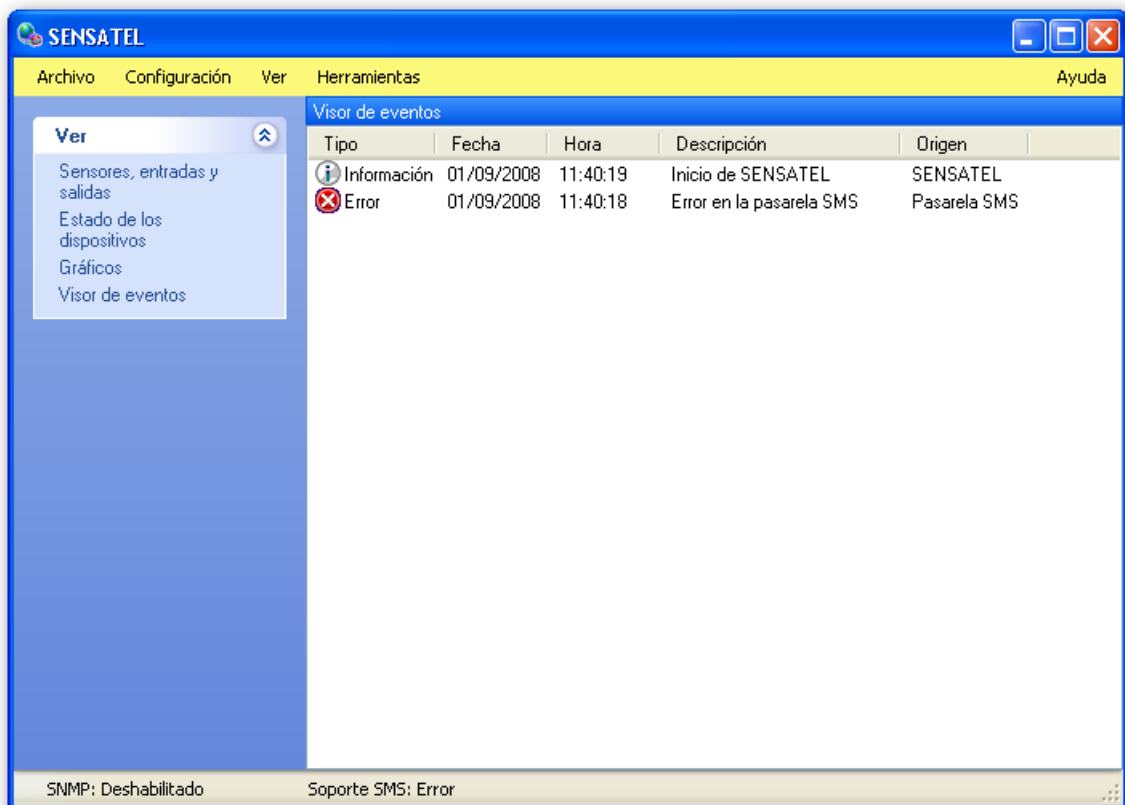 SENSATEL
Archivo Configuración Ver Herramientas Ayuda
Ver
Sensores, entradas y
salidas
Estado de los
dispositivos
Gráficos
Visor de eventos
Visor de eventos
Tipo Fecha Hora Descripción Origen
Información 01/09/2008 11:40:19 Inicio de SENSATEL SENSATEL
Error 01/09/2008 11:40:18 Error en la pasarela SMS Pasarela SMS
SNMP: Deshabilitado Soporte SMS: Error